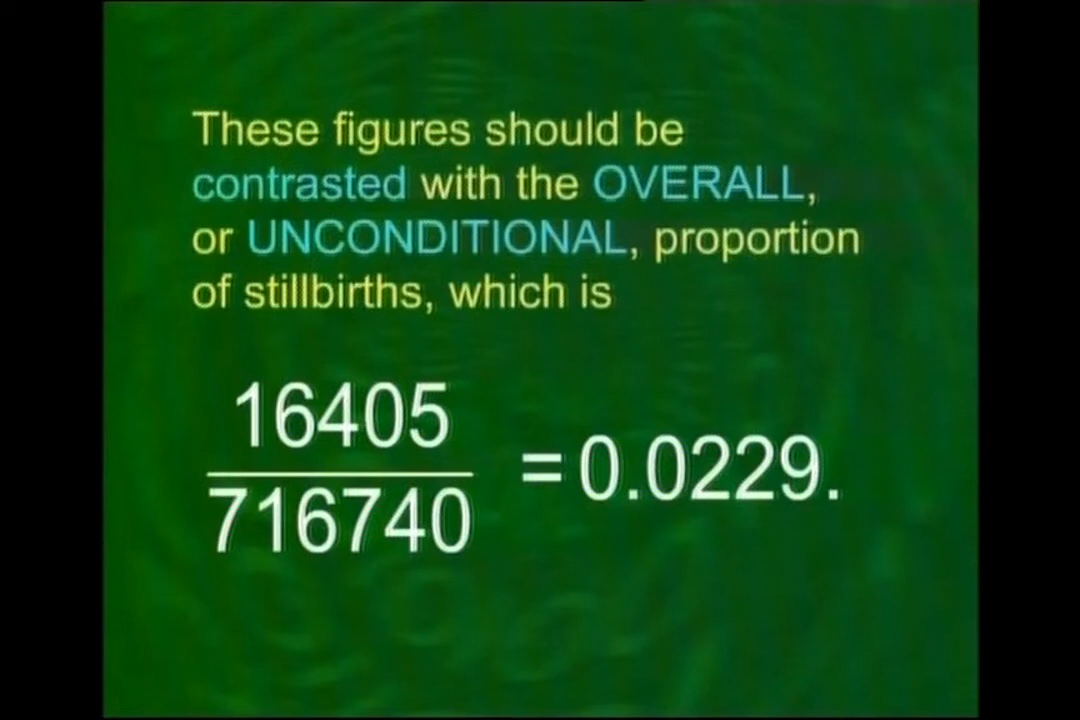 These figures should be
contrasted with the OVERALL,
or UNCONDITIONAL, proportion
of stillbirths, which is
16405
716740
=0.0229.